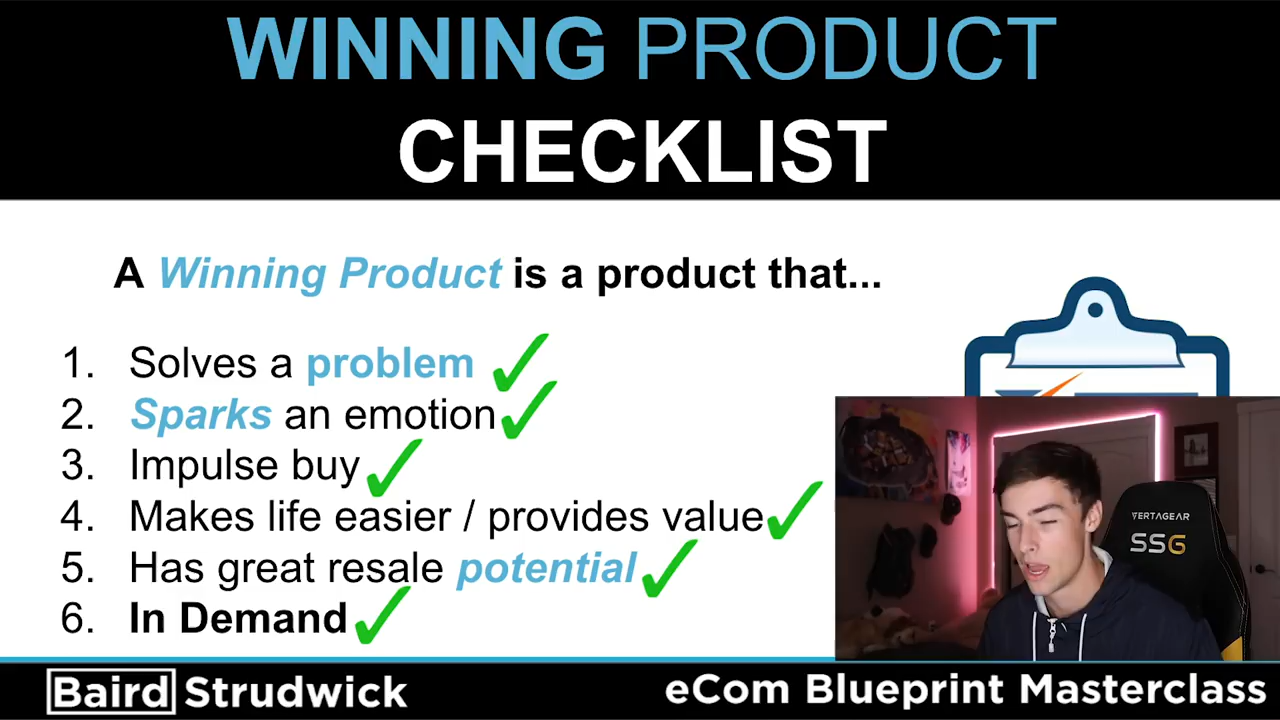 WINNING PRODUCT
CHECKLIST
A Winning Product is a product that...
1. Solves a problem
2. Sparks an emotion
3. Impulse buy
4. Makes life easier / provides value
5. Has great resale potential
6. In Demand
VERTAGEAR
SSG
Baird Strudwick
eCom Blueprint Masterclass